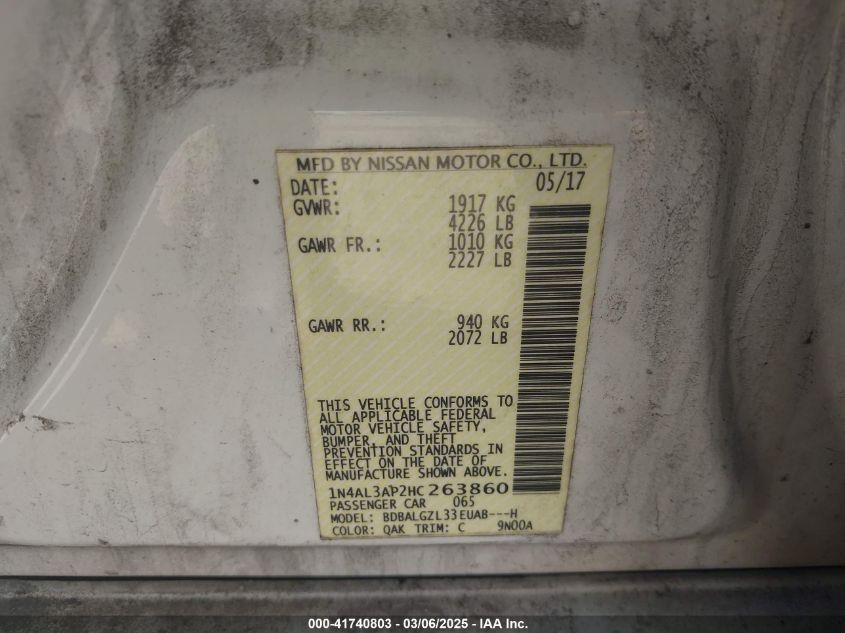 MFD BY NISSAN MOTOR CO., LTD.
DATE: 05/17
GVWR: 1917 KG
4226 LB
GAWR FR.: 1010 KG
2227 LB
GAWR RR.: 940 KG
2072 LB
THIS VEHICLE CONFORMS TO
ALL APPLICABLE FEDERAL
MOTOR VEHICLE SAFETY,
BUMPER, AND THEFT
PREVENTION STANDARDS IN
EFFECT ON THE DATE OF
MANUFACTURE SHOWN ABOVE.
1N4AL3AP2HC263860
PASSENGER CAR 065
MODEL: BDBALGZL33EUAB---H
COLOR: QAK TRIM: C 9N00A
000-41740803 - 03/06/2025 - IAA Inc.